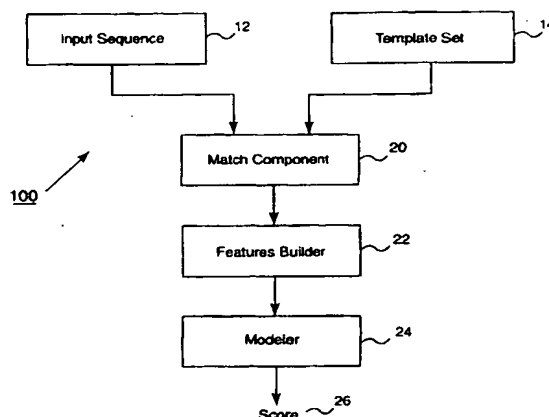 Input Sequence
12
Template Set
14
Match Component
20
100
Features Builder
22
Modeler
24
Score
26